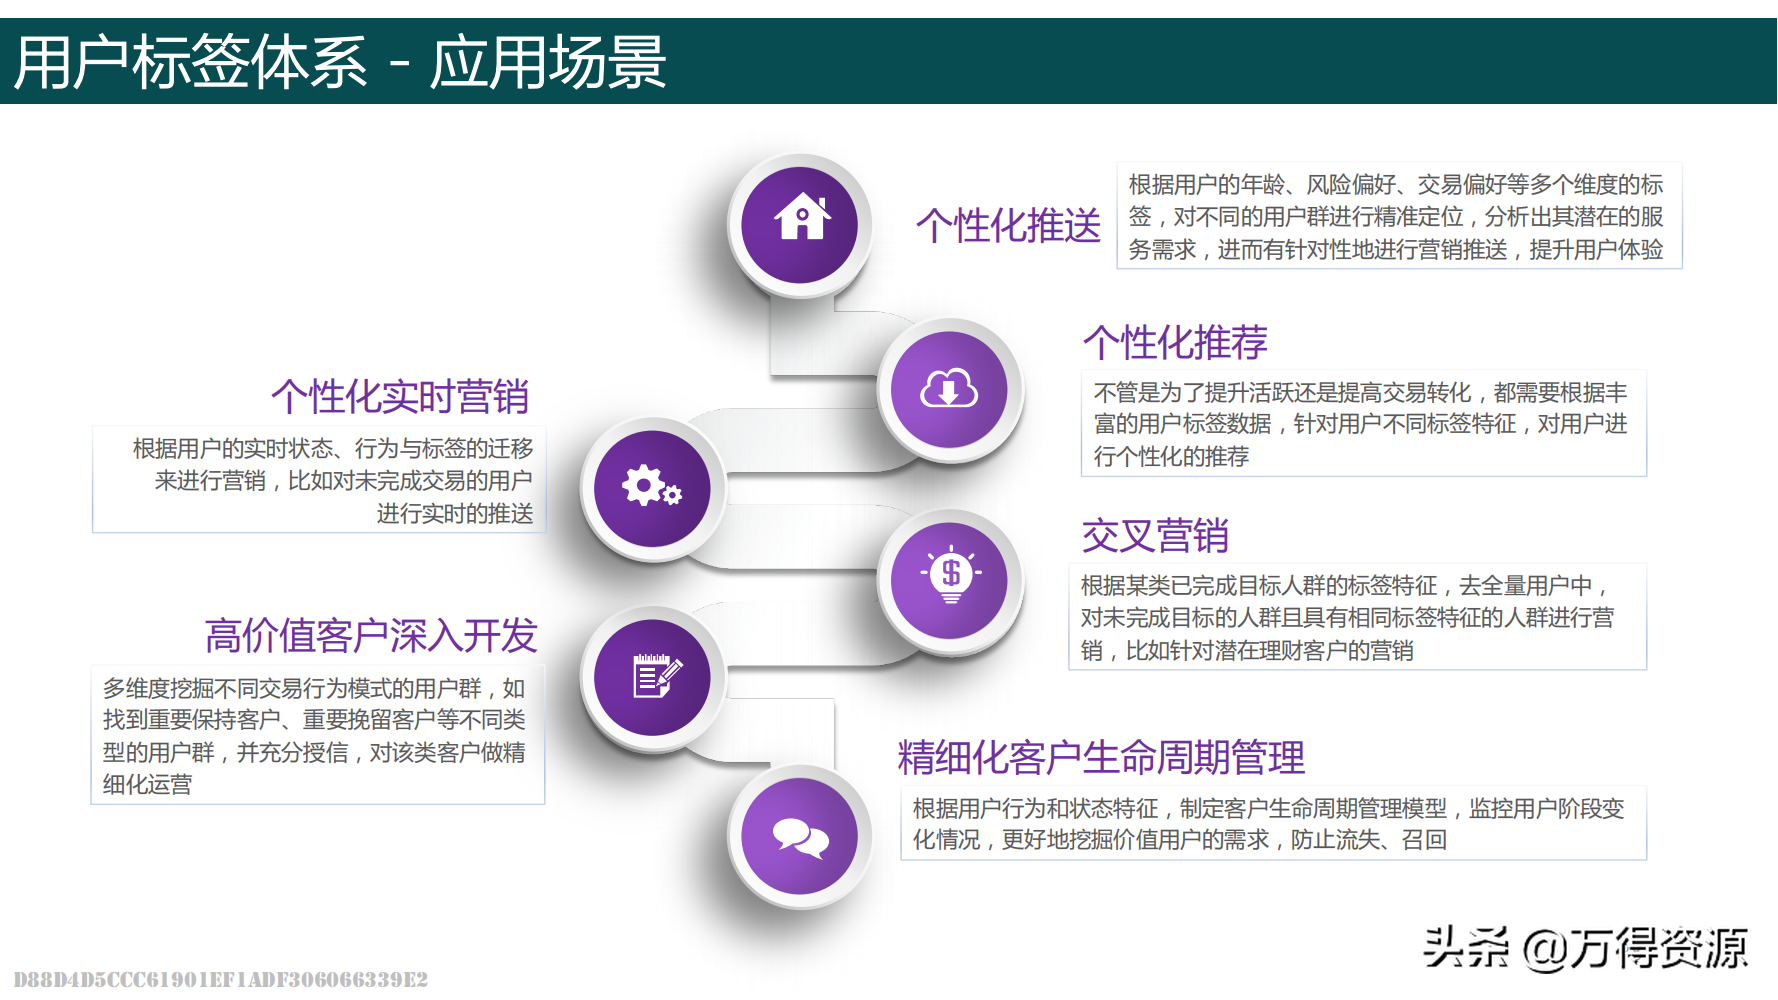 用户标签体系 - 应用场景
个性化推送
根据用户的年龄、风险偏好、交易偏好等多个维度的标
签，对不同的用户群进行精准定位，分析出其潜在的服
务需求，进而有针对性地进行营销推送，提升用户体验
个性化推荐
不管是为了提升活跃还是提高交易转化，都需要根据丰
富的用户标签数据，针对用户不同标签特征，对用户进
行个性化的推荐
个性化实时营销
根据用户的实时状态、行为与标签的迁移
来进行营销，比如对未完成交易的用户
进行实时的推送
交叉营销
根据某类已完成目标人群的标签特征，去全量用户中，
对未完成目标的人群且具有相同标签特征的人群进行营
销，比如针对潜在理财客户的营销
高价值客户深入开发
多维度挖掘不同交易行为模式的用户群，如
找到重要保持客户、重要挽留客户等不同类
型的用户群，并充分授信，对该类客户做精
细化运营
精细化客户生命周期管理
根据用户行为和状态特征，制定客户生命周期管理模型，监控用户阶段变
化情况，更好地挖掘价值用户的需求，防止流失、召回
头条 @万得资源
D88D4D5CCC61901EF1ADF306066339E2